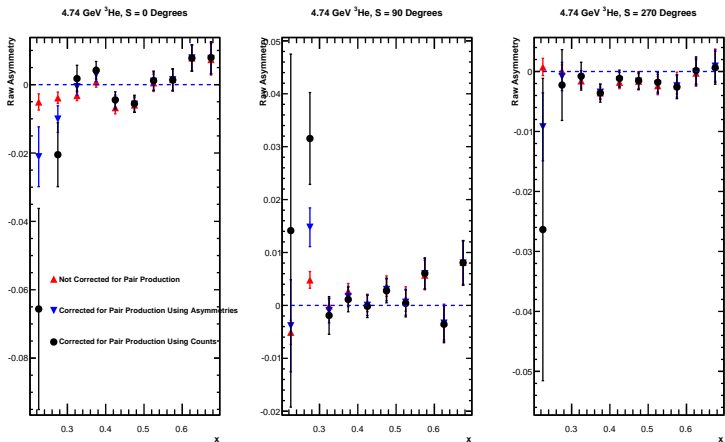 4.74 GeV ³He, S = 0 Degrees
4.74 GeV ³He, S = 90 Degrees
4.74 GeV ³He, S = 270 Degrees
Raw Asymmetry
0
-0.02
-0.04
-0.06
-0.08
0.3
0.4
0.5
0.6
x
Not Corrected for Pair Production
Corrected for Pair Production Using Asymmetries
Corrected for Pair Production Using Counts
Raw Asymmetry
0.05
0.04
0.03
0.02
0.01
0.00
-0.01
-0.02
0.3
0.4
0.5
0.6
x
Raw Asymmetry
0
-0.01
-0.02
-0.03
-0.04
-0.05
0.3
0.4
0.5
0.6
x